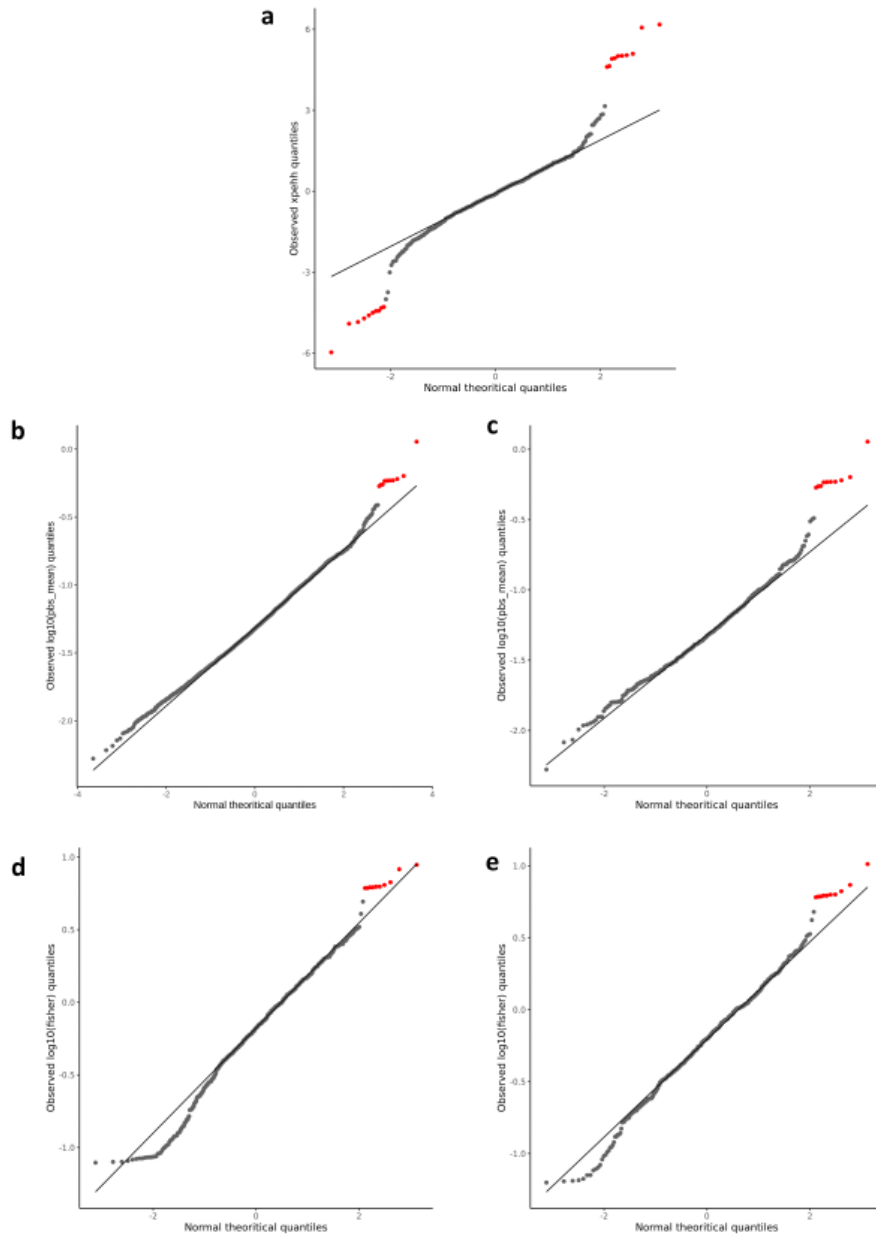 a
6
3
0
-3
-6
Observed xpehh quantiles
-2
0
2
Normal theoritical quantiles
b
0.0
-0.5
-1.0
-1.5
-2.0
Observed log10(pbs_mean) quantiles
-2
0
2
4
Normal theoritical quantiles
c
0.0
-0.5
-1.0
-1.5
-2.0
Observed log10(pbs_mean) quantiles
-2
0
2
Normal theoritical quantiles
d
1.0
0.5
0.0
-0.5
-1.0
Observed log10(fisher) quantiles
-2
0
2
Normal theoritical quantiles
e
1.0
0.5
0.0
-0.5
-1.0
Observed log10(fisher) quantiles
-2
0
2
Normal theoritical quantiles